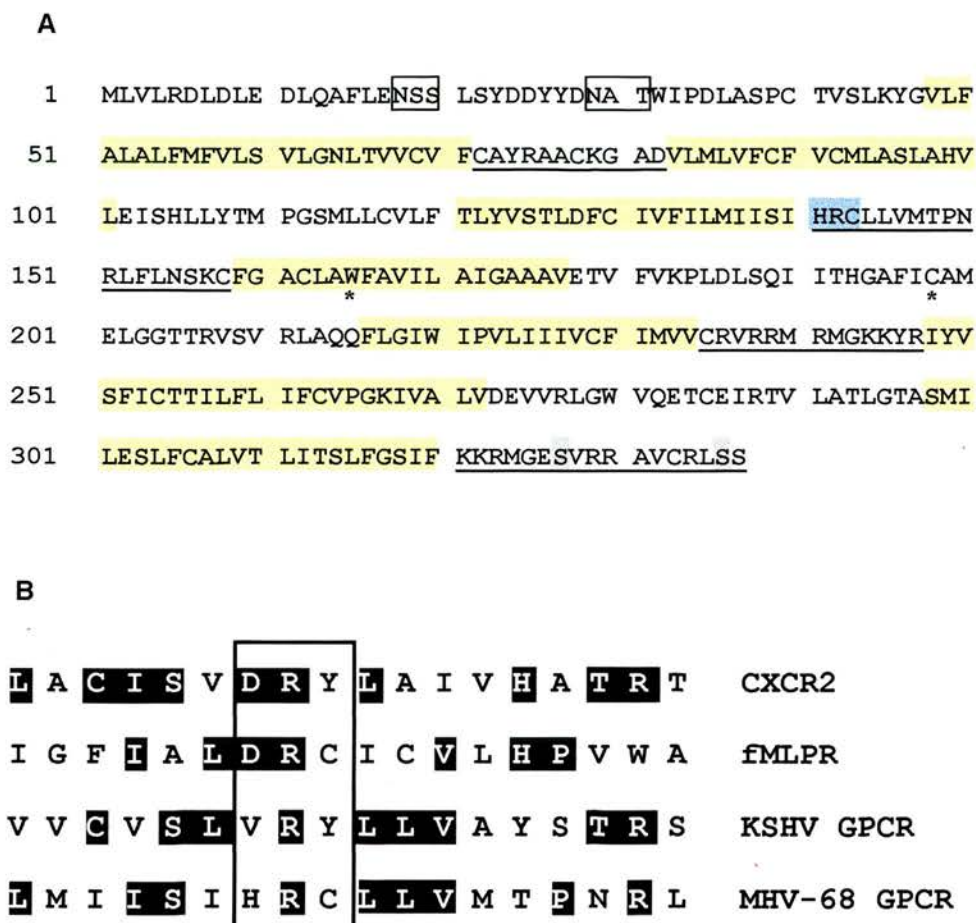 A
1 MLVLRDLDLE DLQAFLENSS LSYDDYYDNA TWIPDLASPC TVSLKYGVLF
51 ALALFMFVLS VLGNLTVVCV FCAYRAACKG ADVLMLVFCF VCMLASLAHV
101 LEISHLLYTM PGSMLLCVLF TLYVSTLDFC IVFILMIISI HRCLLVMTPN
151 RLFLNSKCFG ACLAWFAVIL AIGAAAVETV FVKPLDLSQI ITHGAFICAM
* *
201 ELGGTTRVSV RLAQQFLGIW IPVLIIIVCF IMVVCRVRRM RMGKKYRIYV
251 SFICTTILFL IFCVPGKIVA LVDEVVRLGW VQETCEIRTV LATLGTASMI
301 LESLFCALVT LITSLFGSIF KKRMGESVRR AVCRLSS
B
L A C I S V D R Y L A I V H A T R T CXCR2
I G F I A L D R C I C V L H P V W A fMLPR
V V C V S L V R Y L L V A Y S T R S KSHV GPCR
L M I I S I H R C L L V M T P N R L MHV-68 GPCR